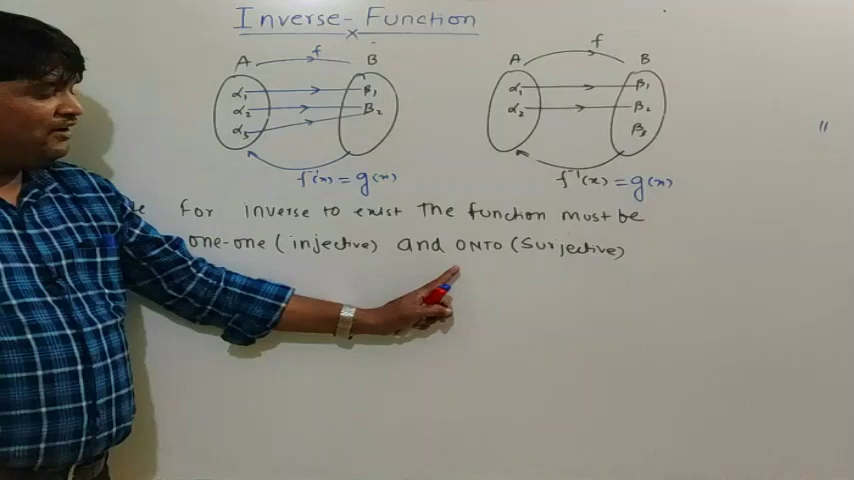 Inverse-Function
A f B
A f B
α₁ β₁
α₂ β₂
α₃
α₁ β₁
α₂ β₂
β₃
f⁻¹(x) = g(x)
f⁻¹(x) = g(x)
For inverse to exist The function must be
one-one (injective) and ONTO (Surjective)